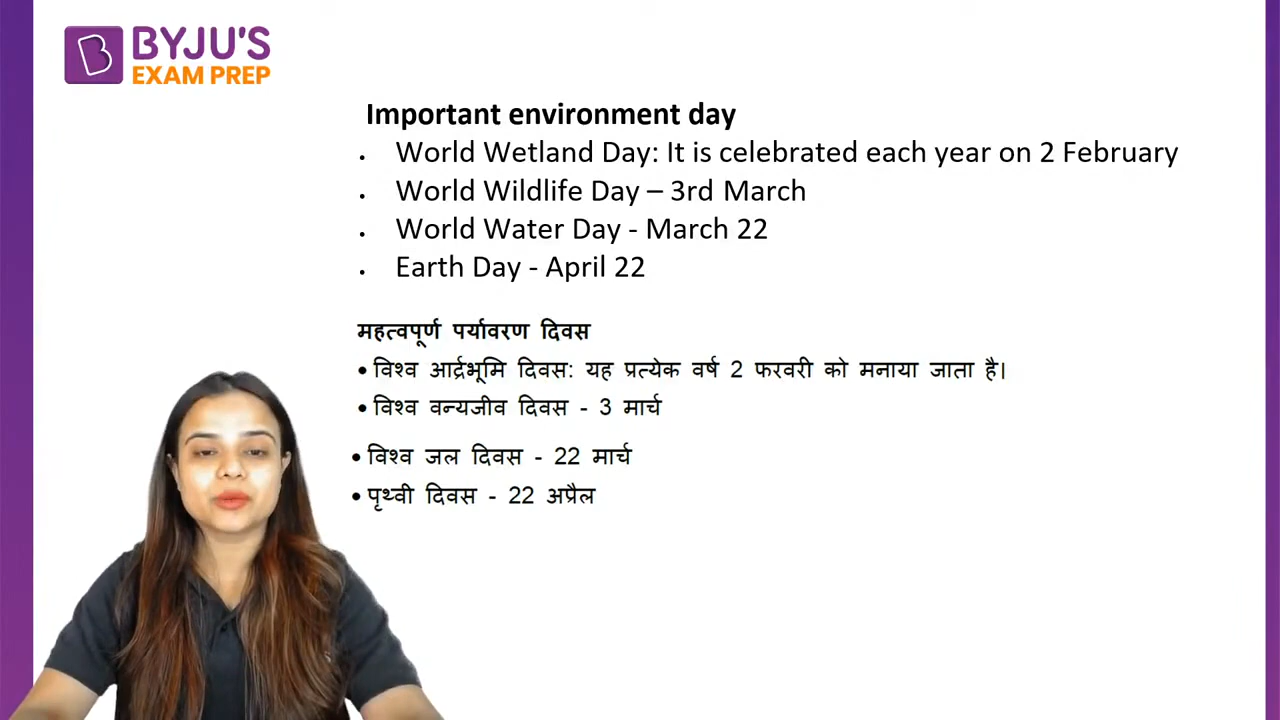 BYJU'S
EXAM PREP
Important environment day
• World Wetland Day: It is celebrated each year on 2 February
• World Wildlife Day – 3rd March
• World Water Day - March 22
• Earth Day - April 22
महत्वपूर्ण पर्यावरण दिवस
• विश्व आर्द्रभूमि दिवस: यह प्रत्येक वर्ष 2 फरवरी को मनाया जाता है।
• विश्व वन्यजीव दिवस - 3 मार्च
• विश्व जल दिवस - 22 मार्च
• पृथ्वी दिवस - 22 अप्रैल